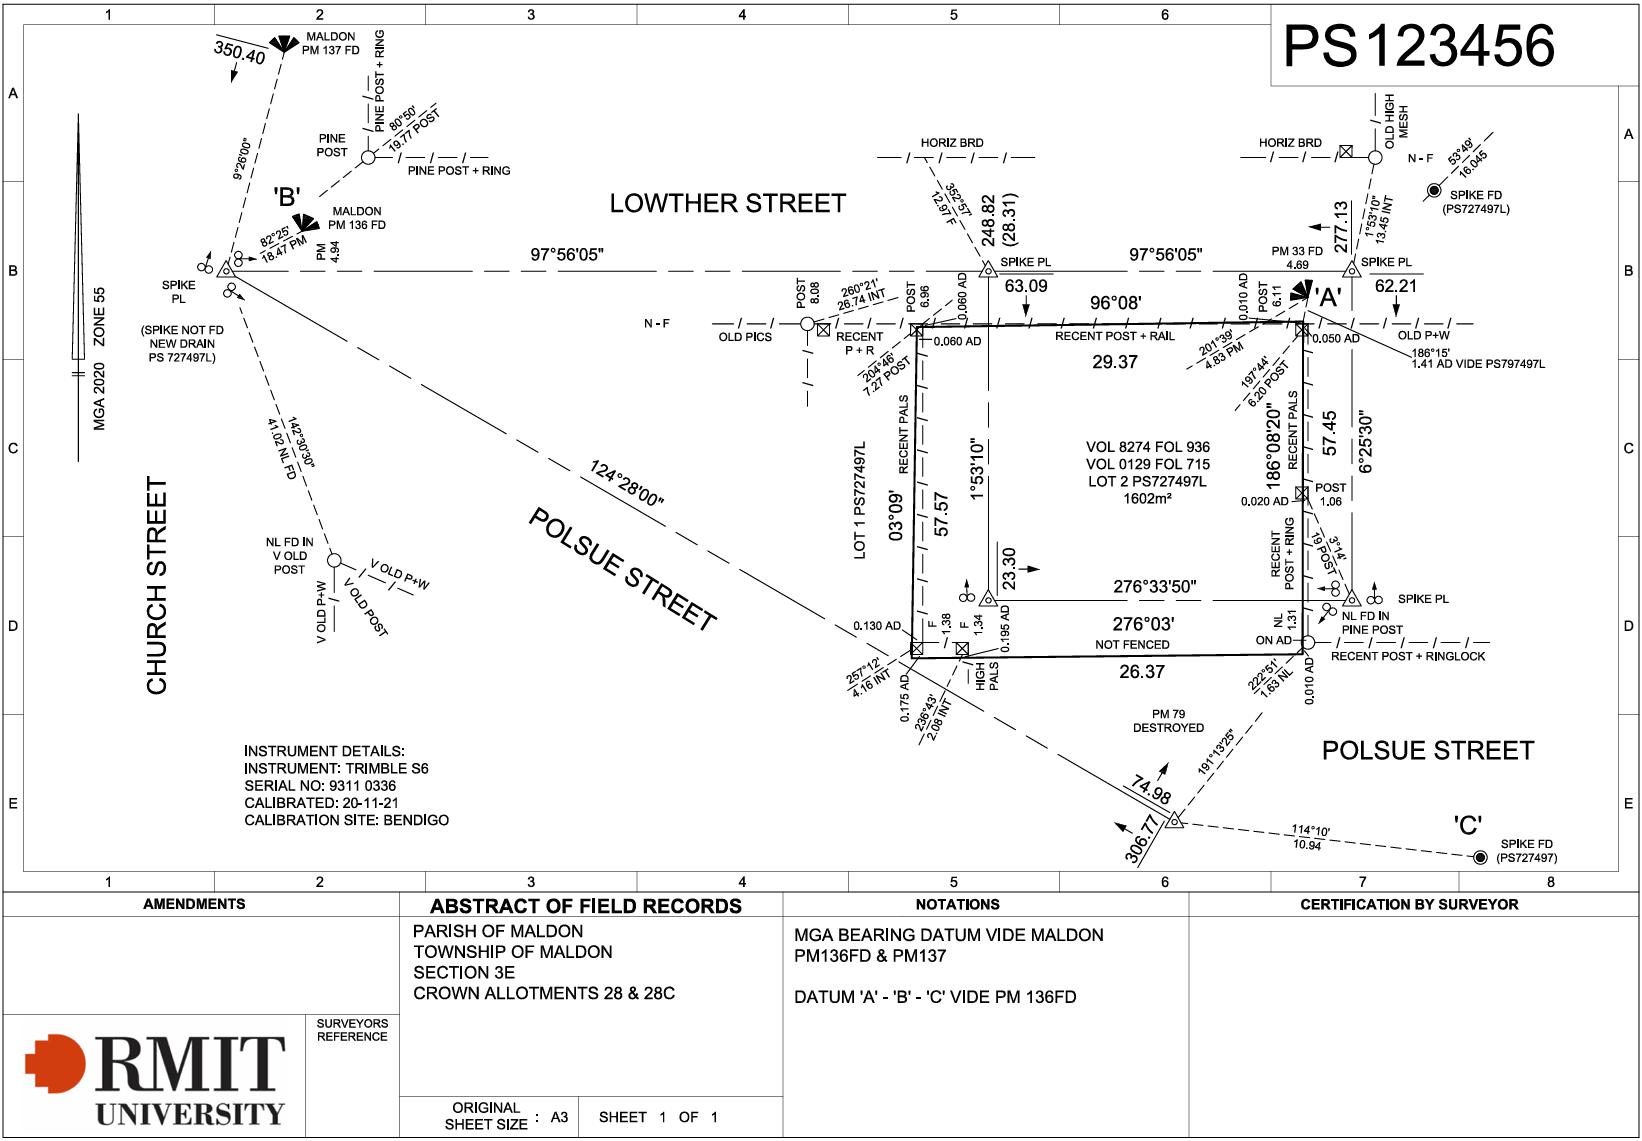 1 2 3 4 5 6
PS123456
A
B
C
D
E
A
B
C
D
E
350.40
MALDON
PM 137 FD
9°26'00"
PINE POST + RING
PINE
POST
80°50'
19.77 POST
PINE POST + RING
'B'
MALDON
PM 136 FD
82°25'
18.47 PM
PM
4.94
SPIKE
PL
(SPIKE NOT FD
NEW DRAIN
PS 727497L)
MGA 2020 ZONE 55
LOWTHER STREET
97°56'05"
HORIZ BRD
352°57'
12.97 F
248.82
(28.31)
SPIKE PL
63.09
97°56'05"
HORIZ BRD
OLD HIGH
MESH
N - F
53°49'
16.045
SPIKE FD
(PS727497L)
1°53'10"
13.45 INT
277.13
PM 33 FD
4.69
SPIKE PL
62.21
'A'
N - F
OLD PICS
POST
8.08
260°21'
26.74 INT
POST
6.96
0.060 AD
RECENT
P + R
0.060 AD
204°46'
7.27 POST
96°08'
RECENT POST + RAIL
29.37
0.010 AD
POST
6.11
201°39'
4.83 PM
0.050 AD
OLD P+W
186°15'
1.41 AD VIDE PS797497L
197°44'
6.20 POST
142°30'30"
41.02 NL FD
CHURCH STREET
124°28'00"
POLSUE STREET
LOT 1 PS727497L
RECENT PALS
03°09'
57.57
1°53'10"
VOL 8274 FOL 936
VOL 0129 FOL 715
LOT 2 PS727497L
1602m²
186°08'20"
RECENT PALS
57.45
6°25'30"
0.020 AD
POST
1.06
RECENT
POST + RING
3°14'
19 POST
NL FD IN
V OLD
POST
V OLD P+W
V OLD P+W
V OLD POST
23.30
276°33'50"
276°03'
NOT FENCED
26.37
0.130 AD
F
1.38
F
1.34
0.195 AD
HIGH
PALS
257°12'
4.16 INT
0.175 AD
236°43'
2.08 INT
NL
1.31
ON AD
SPIKE PL
NL FD IN
PINE POST
RECENT POST + RINGLOCK
222°51'
1.63 NL
0.010 AD
PM 79
DESTROYED
191°13'25"
POLSUE STREET
74.98
306.77
114°10'
10.94
'C'
SPIKE FD
(PS727497)
INSTRUMENT DETAILS:
INSTRUMENT: TRIMBLE S6
SERIAL NO: 9311 0336
CALIBRATED: 20-11-21
CALIBRATION SITE: BENDIGO
1 2 3 4 5 6 7 8
AMENDMENTS
ABSTRACT OF FIELD RECORDS
PARISH OF MALDON
TOWNSHIP OF MALDON
SECTION 3E
CROWN ALLOTMENTS 28 & 28C
NOTATIONS
MGA BEARING DATUM VIDE MALDON
PM136FD & PM137
DATUM 'A' - 'B' - 'C' VIDE PM 136FD
CERTIFICATION BY SURVEYOR
RMIT
UNIVERSITY
SURVEYORS
REFERENCE
ORIGINAL
SHEET SIZE : A3
SHEET 1 OF 1